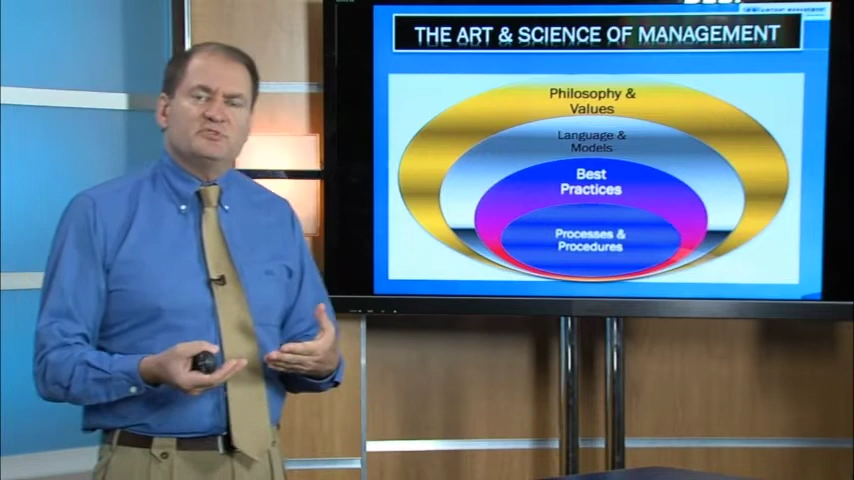 THE ART & SCIENCE OF MANAGEMENT
Philosophy &
Values
Language &
Models
Best
Practices
Processes &
Procedures